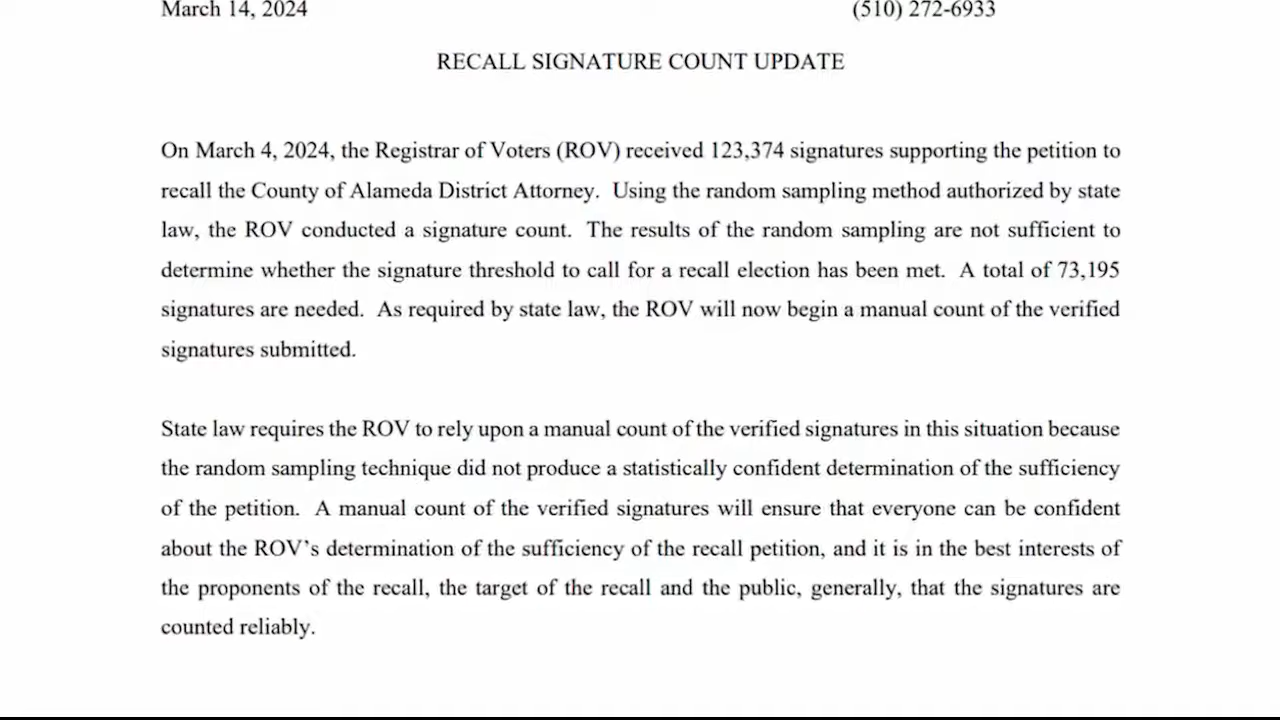 March 14, 2024 (510) 272-6933
RECALL SIGNATURE COUNT UPDATE
On March 4, 2024, the Registrar of Voters (ROV) received 123,374 signatures supporting the petition to
recall the County of Alameda District Attorney. Using the random sampling method authorized by state
law, the ROV conducted a signature count. The results of the random sampling are not sufficient to
determine whether the signature threshold to call for a recall election has been met. A total of 73,195
signatures are needed. As required by state law, the ROV will now begin a manual count of the verified
signatures submitted.
State law requires the ROV to rely upon a manual count of the verified signatures in this situation because
the random sampling technique did not produce a statistically confident determination of the sufficiency
of the petition. A manual count of the verified signatures will ensure that everyone can be confident
about the ROV’s determination of the sufficiency of the recall petition, and it is in the best interests of
the proponents of the recall, the target of the recall and the public, generally, that the signatures are
counted reliably.